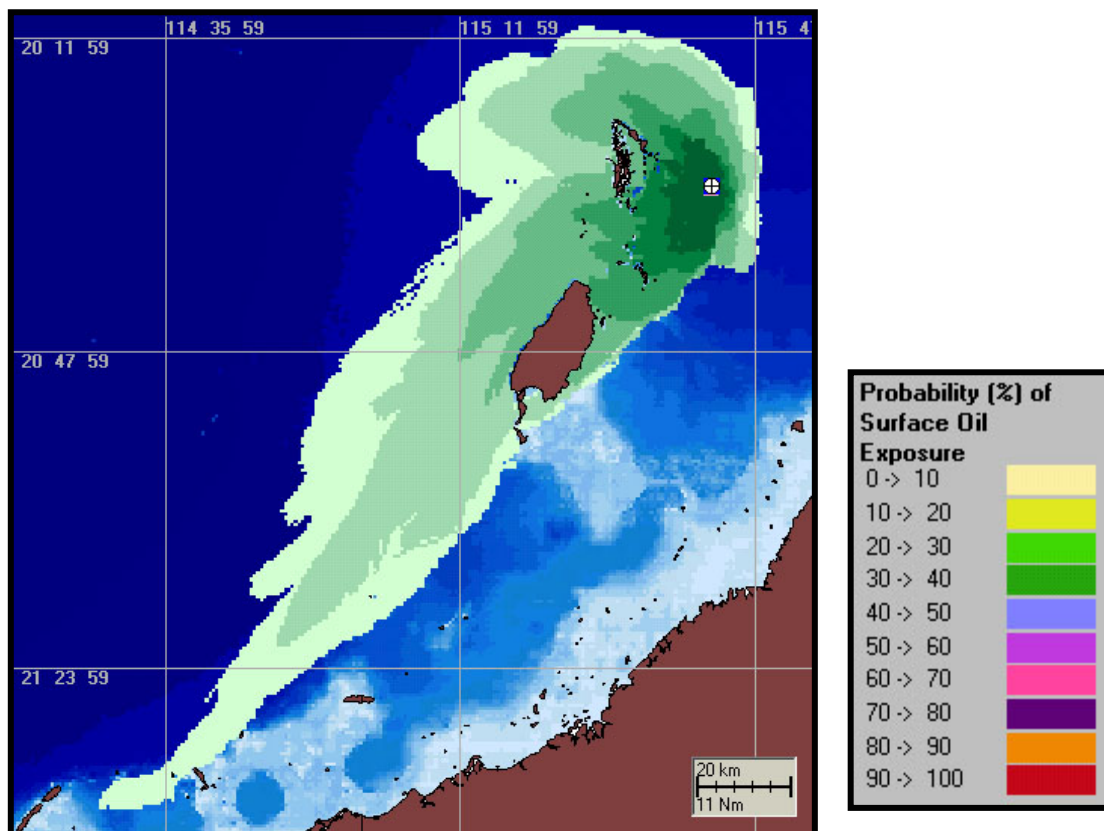 114 35 59
115 11 59
115 4
20 11 59
20 47 59
21 23 59
20 km
11 Nm
Probability (%) of
Surface Oil
Exposure
0 -> 10
10 -> 20
20 -> 30
30 -> 40
40 -> 50
50 -> 60
60 -> 70
70 -> 80
80 -> 90
90 -> 100